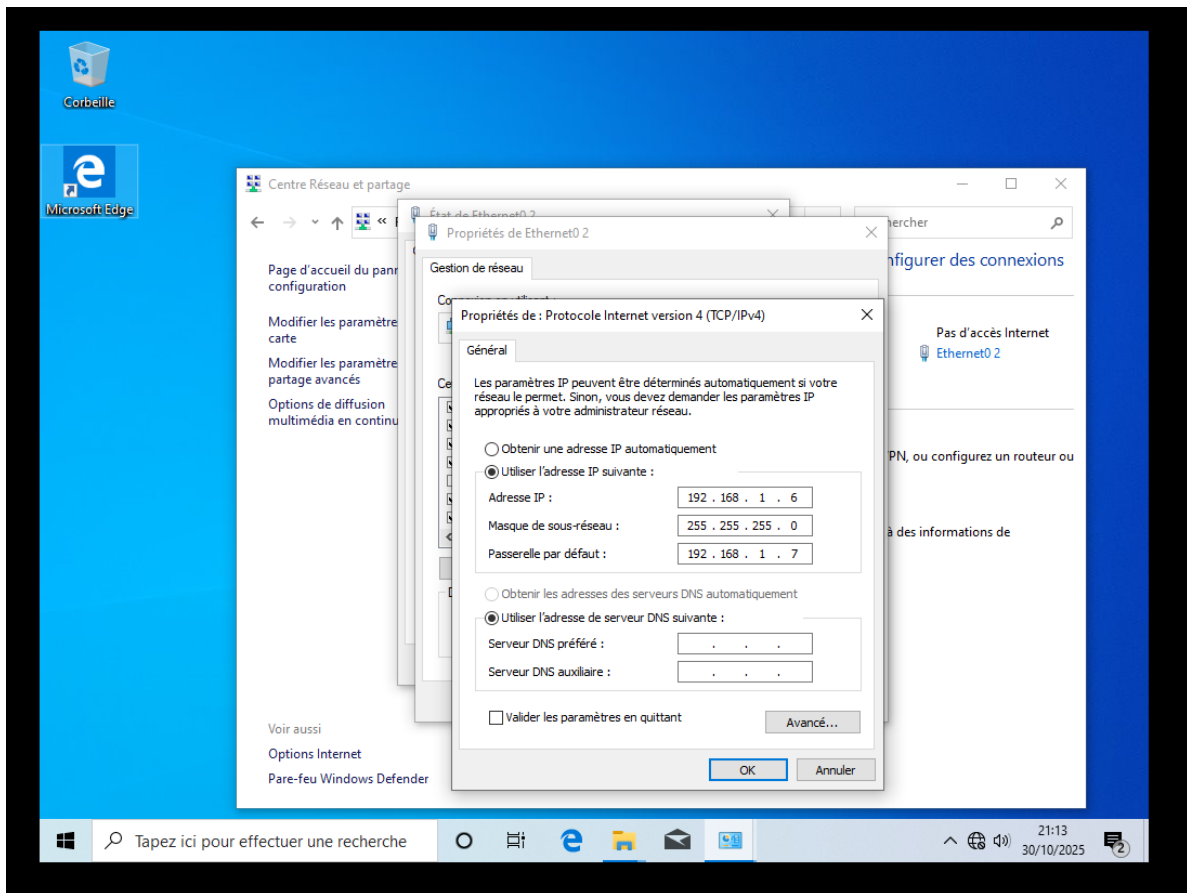 Corbeille
Microsoft Edge
Centre Réseau et partage
État de Ethernet0 2
Propriétés de Ethernet0 2
Page d'accueil du pann
configuration
Modifier les paramètre
carte
Modifier les paramètre
partage avancés
Options de diffusion
multimédia en continu
Voir aussi
Options Internet
Pare-feu Windows Defender
Gestion de réseau
Propriétés de : Protocole Internet version 4 (TCP/IPv4)
Général
Les paramètres IP peuvent être déterminés automatiquement si votre
réseau le permet. Sinon, vous devez demander les paramètres IP
appropriés à votre administrateur réseau.
Obtenir une adresse IP automatiquement
Utiliser l'adresse IP suivante :
Adresse IP : 192 . 168 . 1 . 6
Masque de sous-réseau : 255 . 255 . 255 . 0
Passerelle par défaut : 192 . 168 . 1 . 7
Obtenir les adresses des serveurs DNS automatiquement
Utiliser l'adresse de serveur DNS suivante :
Serveur DNS préféré : . . .
Serveur DNS auxiliaire : . . .
Valider les paramètres en quittant
Avancé...
OK Annuler
hercher
nfigurer des connexions
Pas d'accès Internet
Ethernet0 2
PN, ou configurez un routeur ou
à des informations de
Tapez ici pour effectuer une recherche
21:13
30/10/2025
2